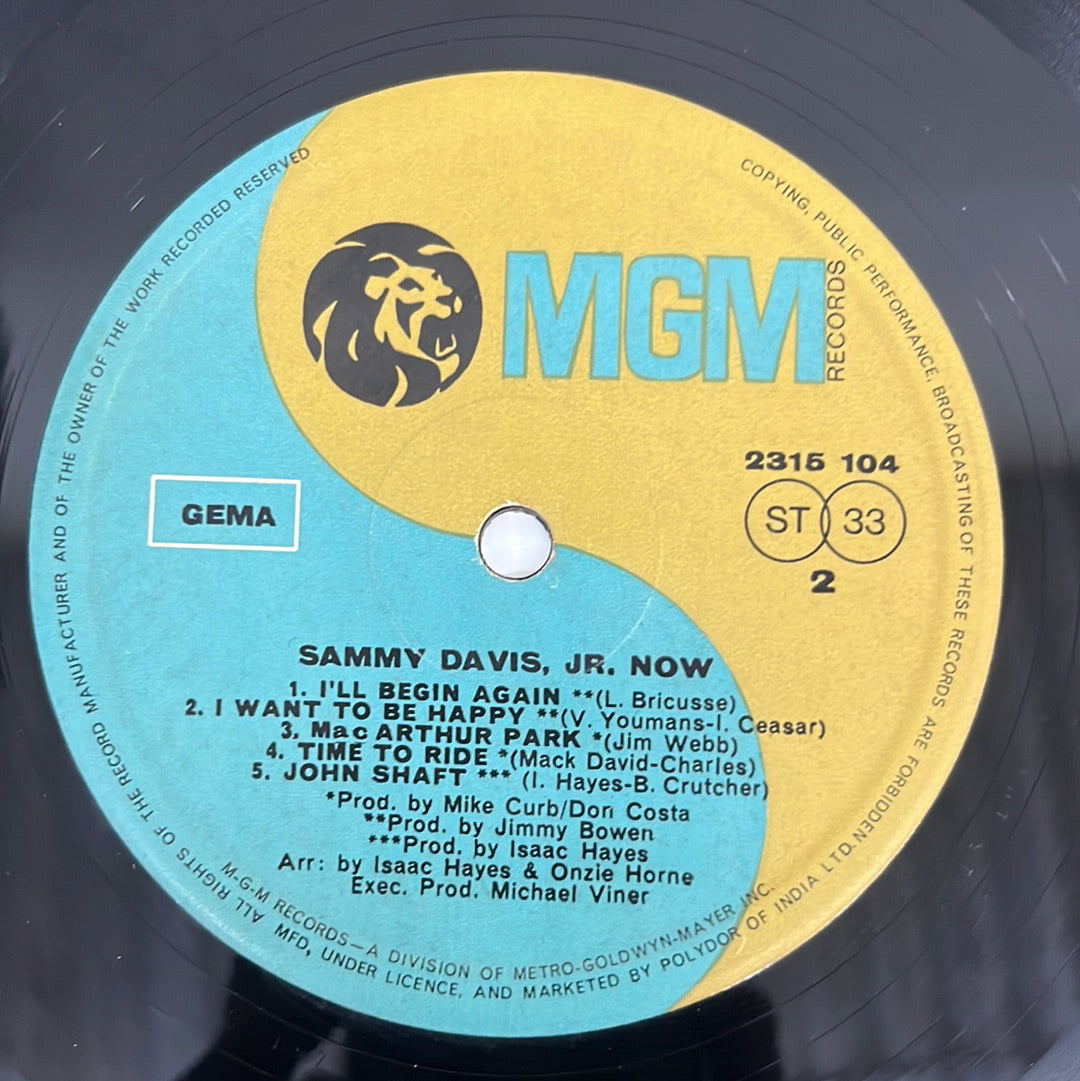 MGM
RECORDS
2315 104
ST 33
2
GEMA
SAMMY DAVIS, JR. NOW
1. I'LL BEGIN AGAIN **(L. Bricusse)
2. I WANT TO BE HAPPY **(V. Youmans-I. Ceasar)
3. Mac ARTHUR PARK *(Jim Webb)
4. TIME TO RIDE *(Mack David-Charles)
5. JOHN SHAFT *** (I. Hayes-B. Crutcher)
*Prod. by Mike Curb/Don Costa
**Prod. by Jimmy Bowen
***Prod. by Isaac Hayes
Arr: by Isaac Hayes & Onzie Horne
Exec. Prod. Michael Viner
M-G-M RECORDS—A DIVISION OF METRO-GOLDWYN-MAYER INC.
MFD, UNDER LICENCE, AND MARKETED BY POLYDOR OF INDIA LTD.
ALL RIGHTS OF THE RECORD MANUFACTURER AND OF THE OWNER OF THE WORK RECORDED RESERVED
COPYING, PUBLIC PERFORMANCE, BROADCASTING OF THESE RECORDS ARE FORBIDDEN